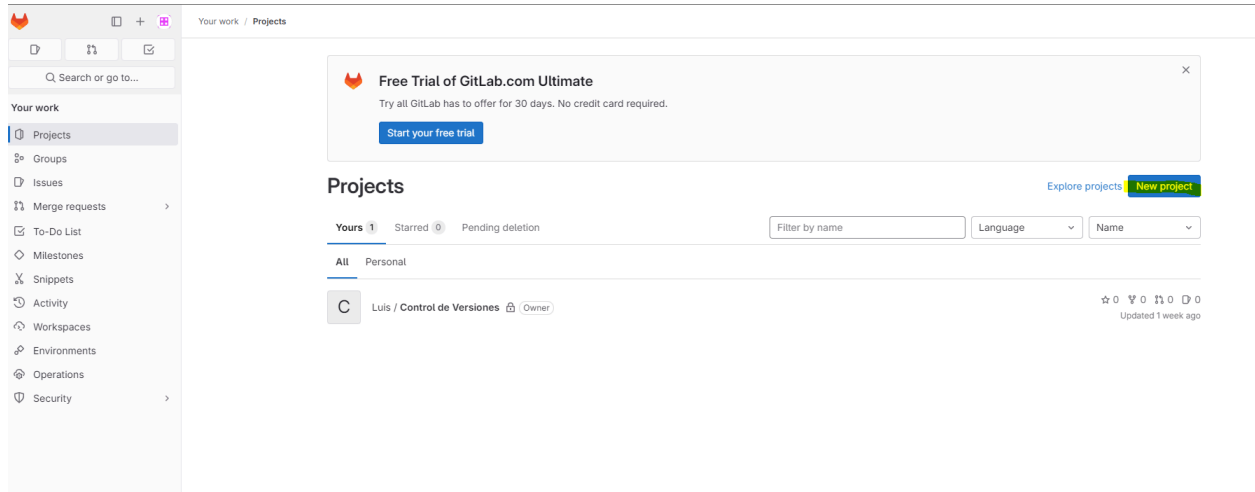 Your work / Projects
Search or go to...
Your work
Projects
Groups
Issues
Merge requests
To-Do List
Milestones
Snippets
Activity
Workspaces
Environments
Operations
Security
Free Trial of GitLab.com Ultimate
Try all GitLab has to offer for 30 days. No credit card required.
Start your free trial
Projects
Explore projects New project
Yours 1 Starred 0 Pending deletion
Filter by name Language Name
All Personal
C Luis / Control de Versiones Owner
0 0 0 0
Updated 1 week ago